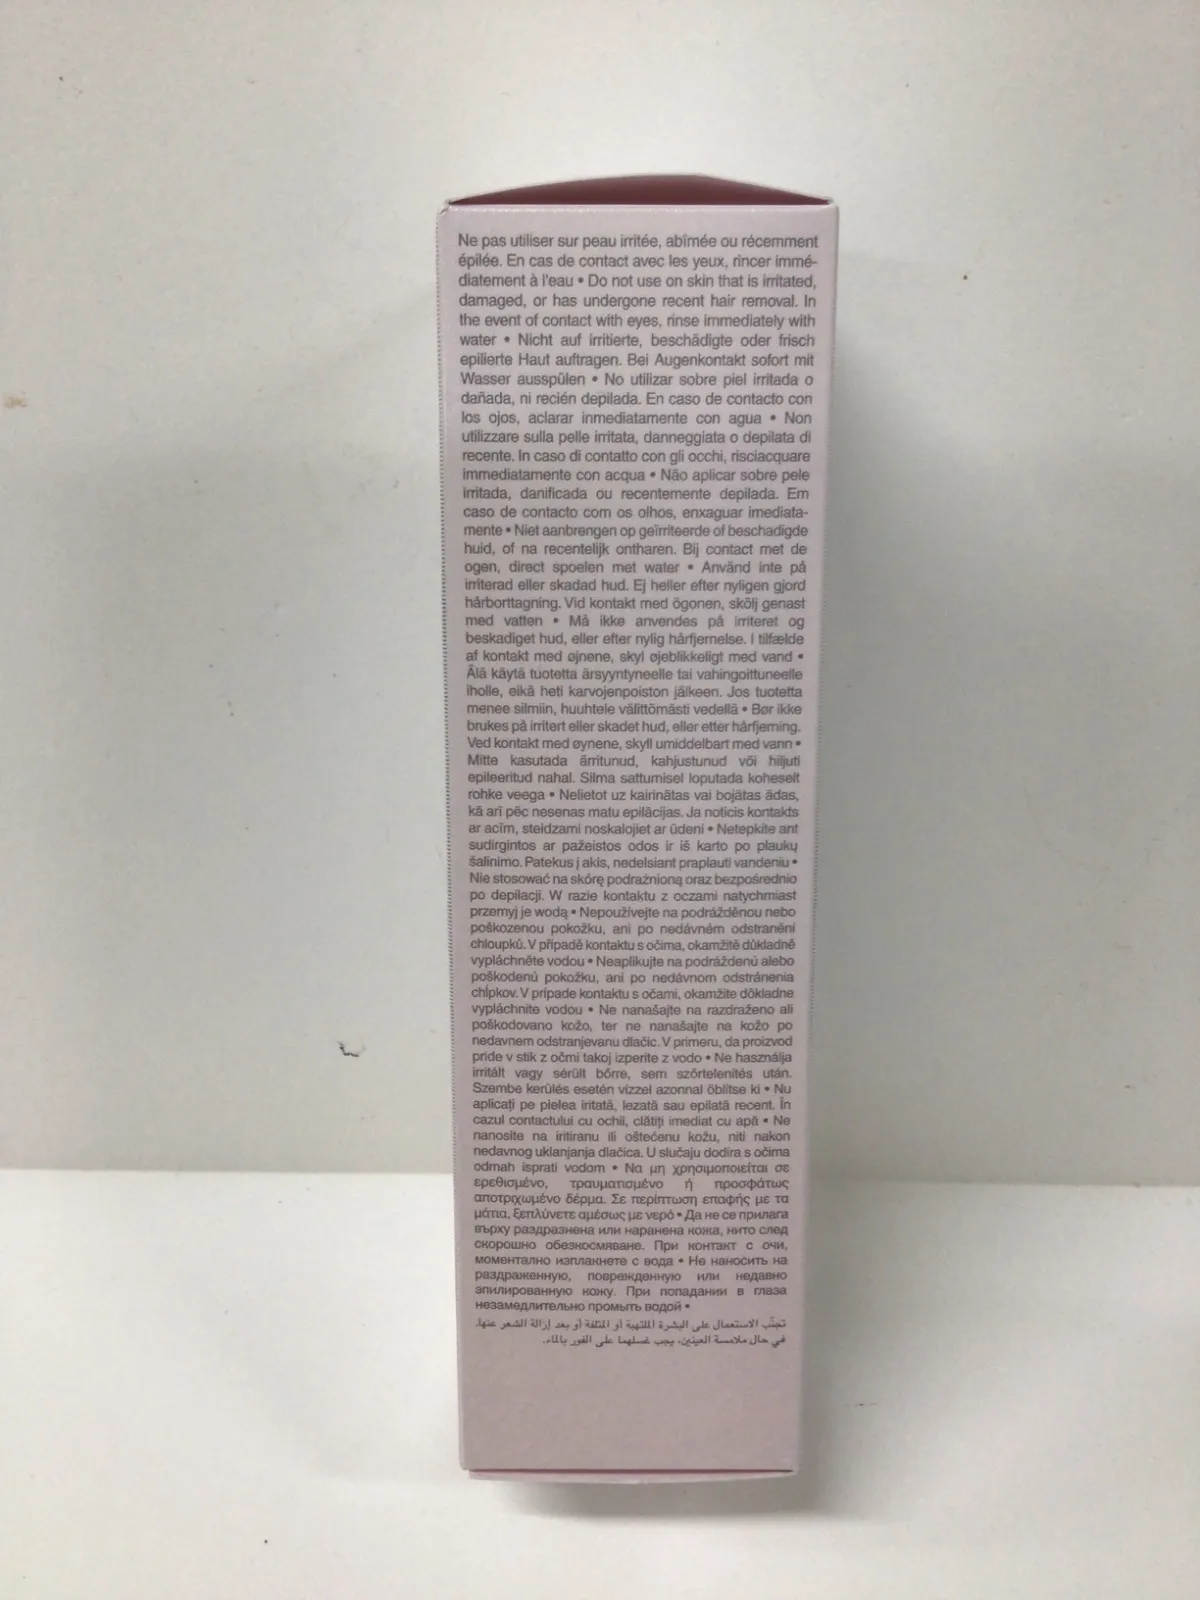 Ne pas utiliser sur peau irritée, abîmée ou récemment
épilée. En cas de contact avec les yeux, rincer immé-
diatement à l'eau • Do not use on skin that is irritated,
damaged, or has undergone recent hair removal. In
the event of contact with eyes, rinse immediately with
water • Nicht auf irritierte, beschädigte oder frisch
epilierte Haut auftragen. Bei Augenkontakt sofort mit
Wasser ausspülen • No utilizar sobre piel irritada o
dañada, ni recién depilada. En caso de contacto con
los ojos, aclarar inmediatamente con agua • Non
utilizzare sulla pelle irritata, danneggiata o depilata di
recente. In caso di contatto con gli occhi, risciacquare
immediatamente con acqua • Não aplicar sobre pele
irritada, danificada ou recentemente depilada. Em
caso de contacto com os olhos, enxaguar imediata-
mente • Niet aanbrengen op geïrriteerde of beschadigde
huid, of na recentelijk ontharen. Bij contact met de
ogen, direct spoelen met water • Använd inte på
irriterad eller skadad hud. Ej heller efter nyligen gjord
hårborttagning. Vid kontakt med ögonen, skölj genast
med vatten • Må ikke anvendes på irriteret og
beskadiget hud, eller efter nylig hårfjernelse. I tilfælde
af kontakt med øjnene, skyl øjeblikkeligt med vand •
Älä käytä tuotetta ärsyyntyneelle tai vahingoittuneelle
iholle, eikä heti karvojenpoiston jälkeen. Jos tuotetta
menee silmiin, huuhtele välittömästi vedellä • Bør ikke
brukes på irritert eller skadet hud, eller etter hårfjerning.
Ved kontakt med øynene, skyll umiddelbart med vann •
Mitte kasutada ärritunud, kahjustunud või hiljuti
epileeritud nahal. Silma sattumisel loputada koheselt
rohke veega • Nelietot uz kairinātas vai bojātas ādas,
kā arī pēc nesenas matu epilācijas. Ja noticis kontakts
ar acīm, steidzami noskalojiet ar ūdeni • Netepkite ant
sudirgintos ar pažeistos odos ir iš karto po plaukų
šalinimo. Patekus į akis, nedelsiant praplauti vandeniu •
Nie stosować na skórę podrażnioną oraz bezpośrednio
po depilacji. W razie kontaktu z oczami natychmiast
przemyj je wodą • Nepoužívejte na podrážděnou nebo
poškozenou pokožku, ani po nedávném odstranění
chloupků. V případě kontaktu s očima, okamžitě důkladně
vypláchněte vodou • Neaplikujte na podráždenú alebo
poškodenú pokožku, ani po nedávnom odstránenia
chĺpkov. V prípade kontaktu s očami, okamžite dôkladne
vypláchnite vodou • Ne nanašajte na razdraženo ali
poškodovano kožo, ter ne nanašajte na kožo po
nedavnem odstranjevanu dlačic. V primeru, da proizvod
pride v stik z očmi takoj izperite z vodo • Ne használja
irritált vagy sérült bőrre, sem szőrtelenítés után.
Szembe kerülés esetén vízzel azonnal öblítse ki • Nu
aplicați pe pielea iritată, lezată sau epilată recent. În
cazul contactului cu ochii, clătiți imediat cu apă • Ne
nanosite na iritiranu ili oštećenu kožu, niti nakon
nedavnog uklanjanja dlačica. U slučaju dodira s očima
odmah isprati vodom • Να μη χρησιμοποιείται σε
ερεθισμένο, τραυματισμένο ή προσφάτως
αποτριχωμένο δέρμα. Σε περίπτωση επαφής με τα
μάτια, ξεπλύνετε αμέσως με νερό • Да не се прилага
върху раздразнена или наранена кожа, нито след
скорошно обезкосмяване. При контакт с очи,
моментално изплакнете с вода • Не наносить на
раздраженную, поврежденную или недавно
эпилированную кожу. При попадании в глаза
незамедлительно промыть водой •
تجنّب الاستعمال على البشرة الملتهبة أو المتلفة أو بعد إزالة الشعر عنها.
في حال ملامسة العينين، يجب غسلهما على الفور بالماء.